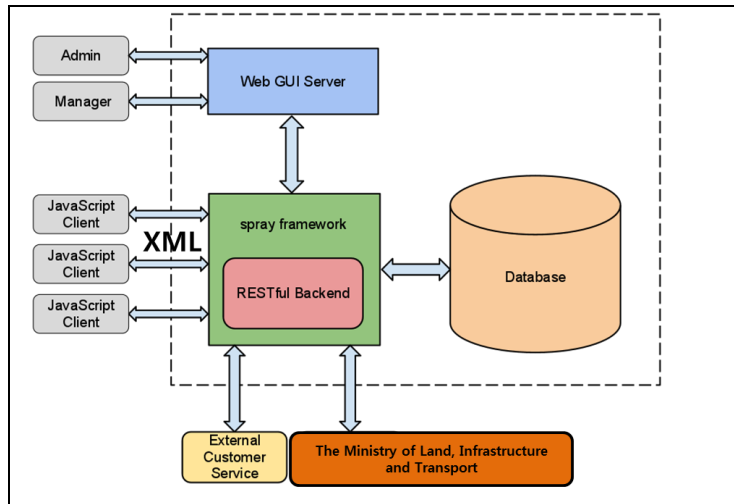 Admin
Web GUI Server
Manager
JavaScript
Client
spray framework
XML
JavaScript
Client
Database
RESTful Backend
JavaScript
Client
External
Customer
Service
The Ministry of Land, Infrastructure
and Transport